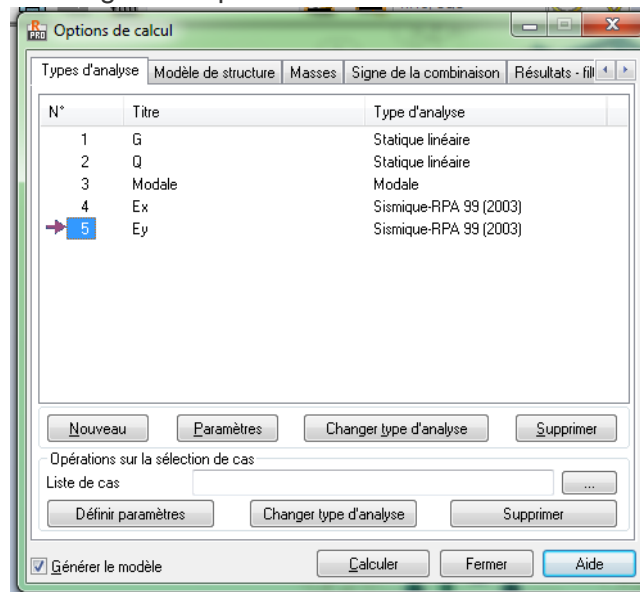 Options de calcul
Types d'analyse Modèle de structure Masses Signe de la combinaison Résultats - fil
N° Titre Type d'analyse
1 G Statique linéaire
2 Q Statique linéaire
3 Modale Modale
4 Ex Sismique-RPA 99 (2003)
5 Ey Sismique-RPA 99 (2003)
Nouveau Paramètres Changer type d'analyse Supprimer
Opérations sur la sélection de cas
Liste de cas ...
Définir paramètres Changer type d'analyse Supprimer
Générer le modèle Calculer Fermer Aide